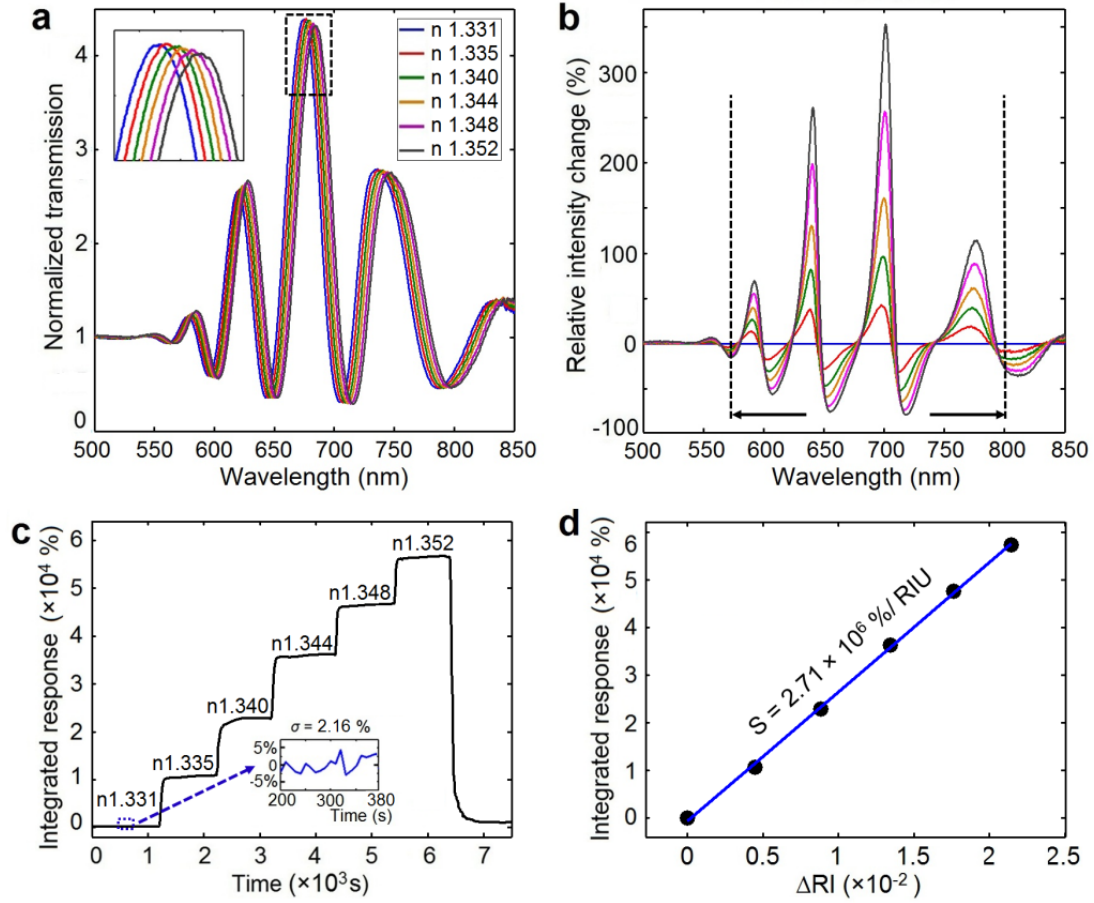 a
Normalized transmission
4
3
2
1
0
n 1.331
n 1.335
n 1.340
n 1.344
n 1.348
n 1.352
500 550 600 650 700 750 800 850
Wavelength (nm)
b
Relative intensity change (%)
300
200
100
0
-100
500 550 600 650 700 750 800 850
Wavelength (nm)
c
Integrated response (×10⁴ %)
6
5
4
3
2
1
0
n1.331
n1.335
n1.340
n1.344
n1.348
n1.352
σ = 2.16 %
5%
-5%
200 300 380
Time (s)
0 1 2 3 4 5 6 7
Time (×10³s)
d
Integrated response (×10⁴ %)
6
5
4
3
2
1
0
S = 2.71 × 10⁶ %/ RIU
0 0.5 1 1.5 2 2.5
ΔRI (×10⁻²)